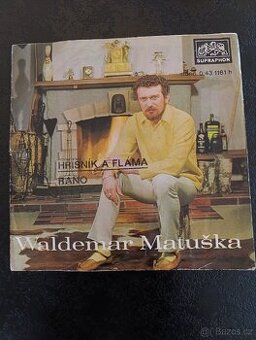 SUPRAPHON
0 43 1161 h
HŘÍŠNÍK A FLÁMA
RÁNO
Waldemar Matuška
Bazos.cz